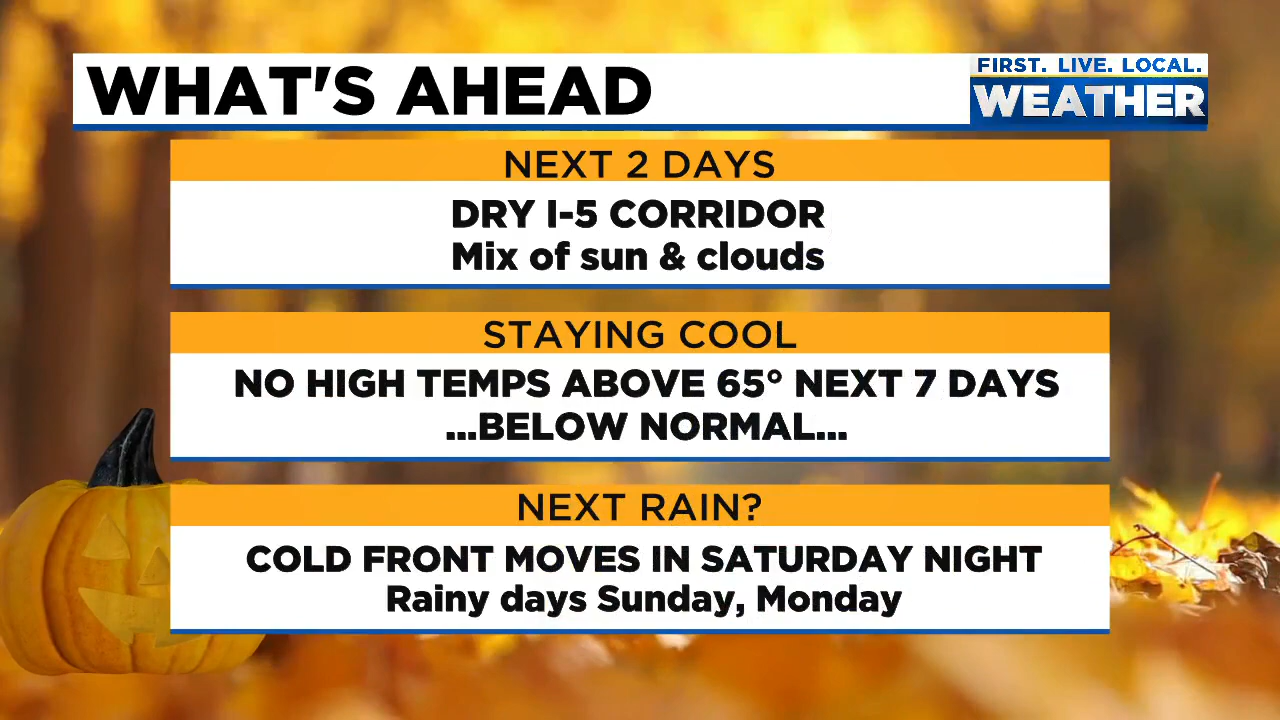 WHAT'S AHEAD
FIRST. LIVE. LOCAL.
WEATHER
NEXT 2 DAYS
DRY I-5 CORRIDOR
Mix of sun & clouds
STAYING COOL
NO HIGH TEMPS ABOVE 65° NEXT 7 DAYS
...BELOW NORMAL...
NEXT RAIN?
COLD FRONT MOVES IN SATURDAY NIGHT
Rainy days Sunday, Monday